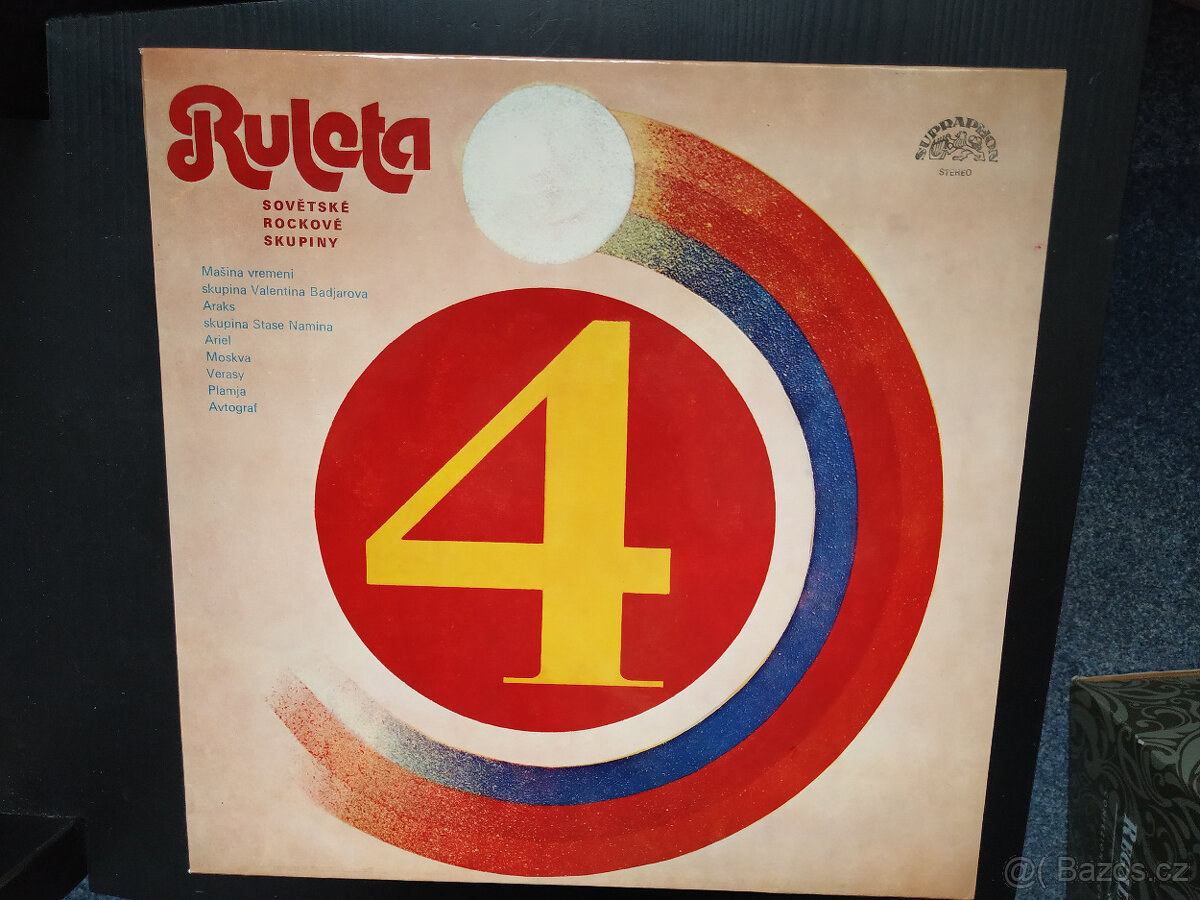 Ruleta
SOVĚTSKÉ
ROCKOVÉ
SKUPINY
Mašina vremeni
skupina Valentina Badjarova
Araks
skupina Stase Namina
Ariel
Moskva
Verasy
Plamja
Avtograf
SUPRAPHON
STEREO
4
@( Bazos.cz